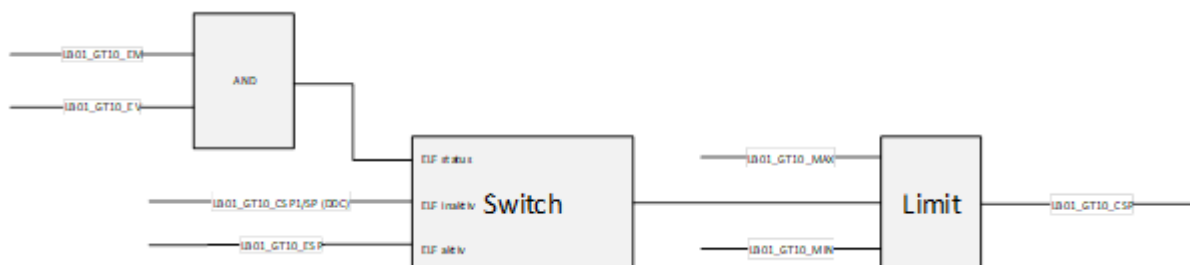 LB01_GT10_EM
AND
LB01_GT10_EV
ELF status
LB01_GT10_MAX
LB01_GT10_CSP1/SP (DDC)
ELF inaktiv
Switch
Limit
LB01_GT10_CSP
LB01_GT10_ESP
ELF aktiv
LB01_GT10_MIN